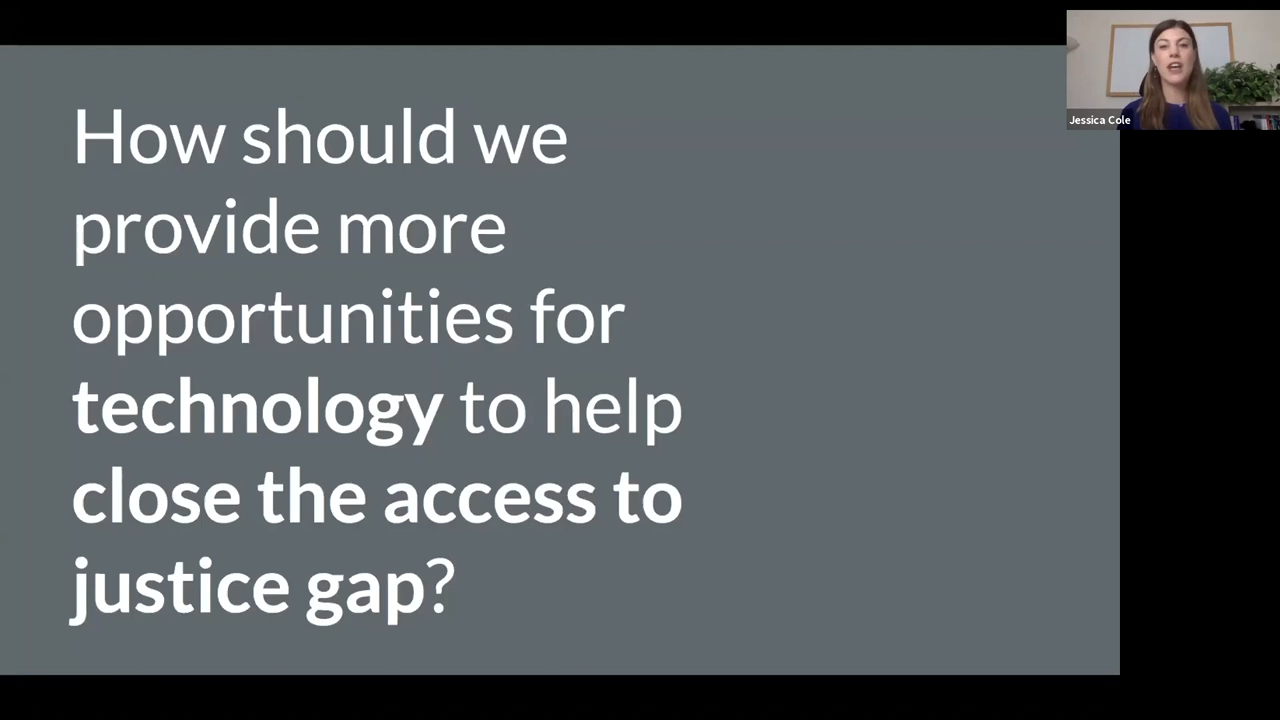 How should we
provide more
opportunities for
technology to help
close the access to
justice gap?
Jessica Cole